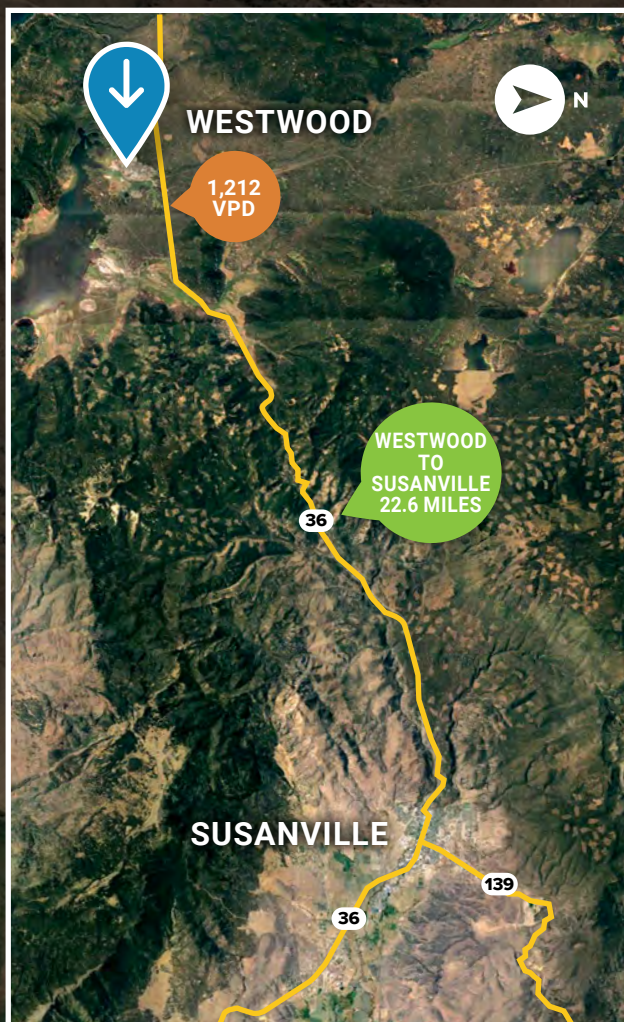 WESTWOOD
N
1,212
VPD
WESTWOOD
TO
SUSANVILLE
22.6 MILES
36
SUSANVILLE
139
36